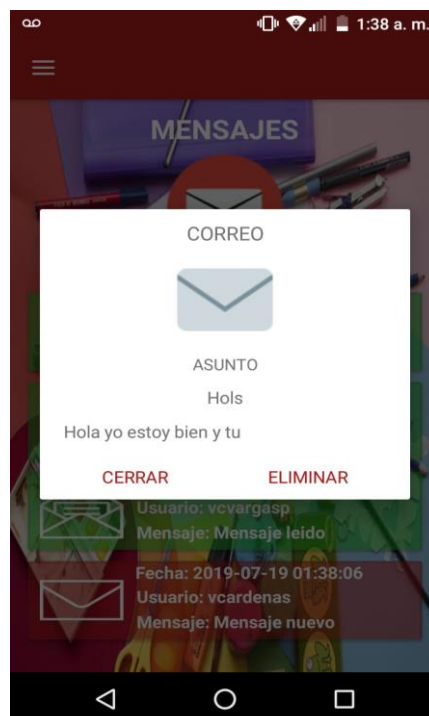 1:38 a. m.
MENSAJES
CORREO
ASUNTO
Hols
Hola yo estoy bien y tu
CERRAR ELIMINAR
Usuario: vcvargasp
Mensaje: Mensaje leido
Fecha: 2019-07-19 01:38:06
Usuario: vcardenas
Mensaje: Mensaje nuevo